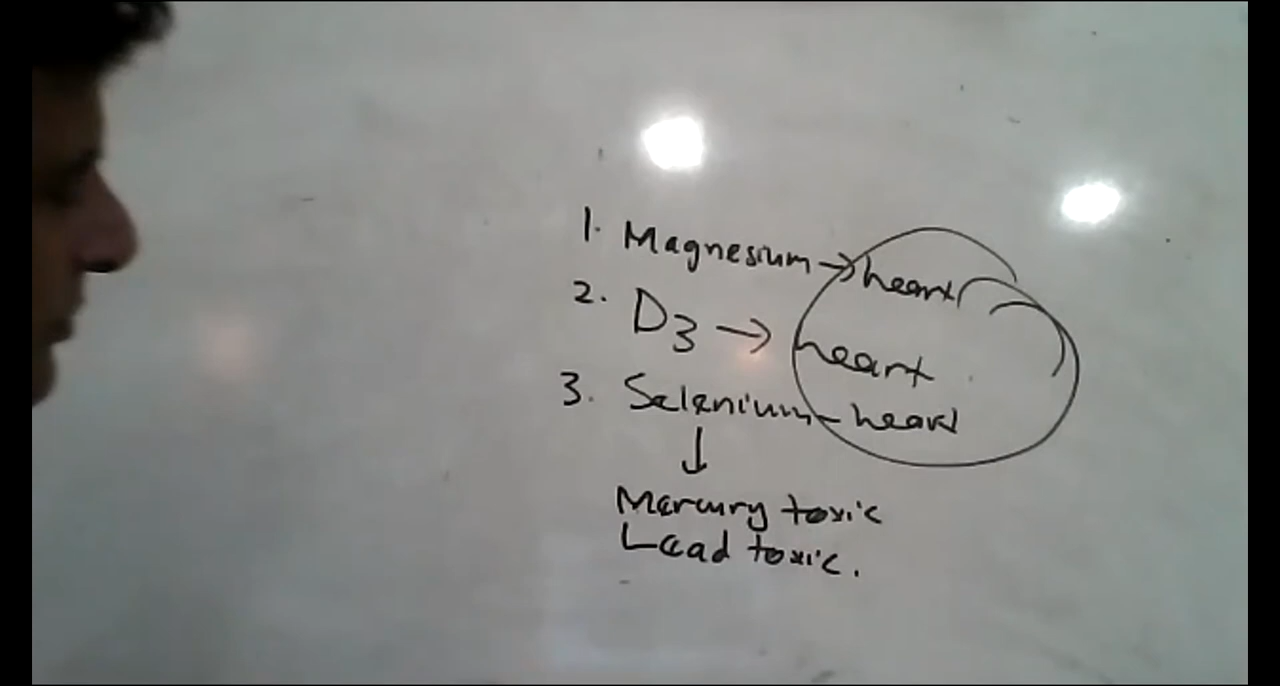 1. Magnesium → heart
2. D3 → heart
3. Selenium - heart
↓
Mercury toxic
Lead toxic.